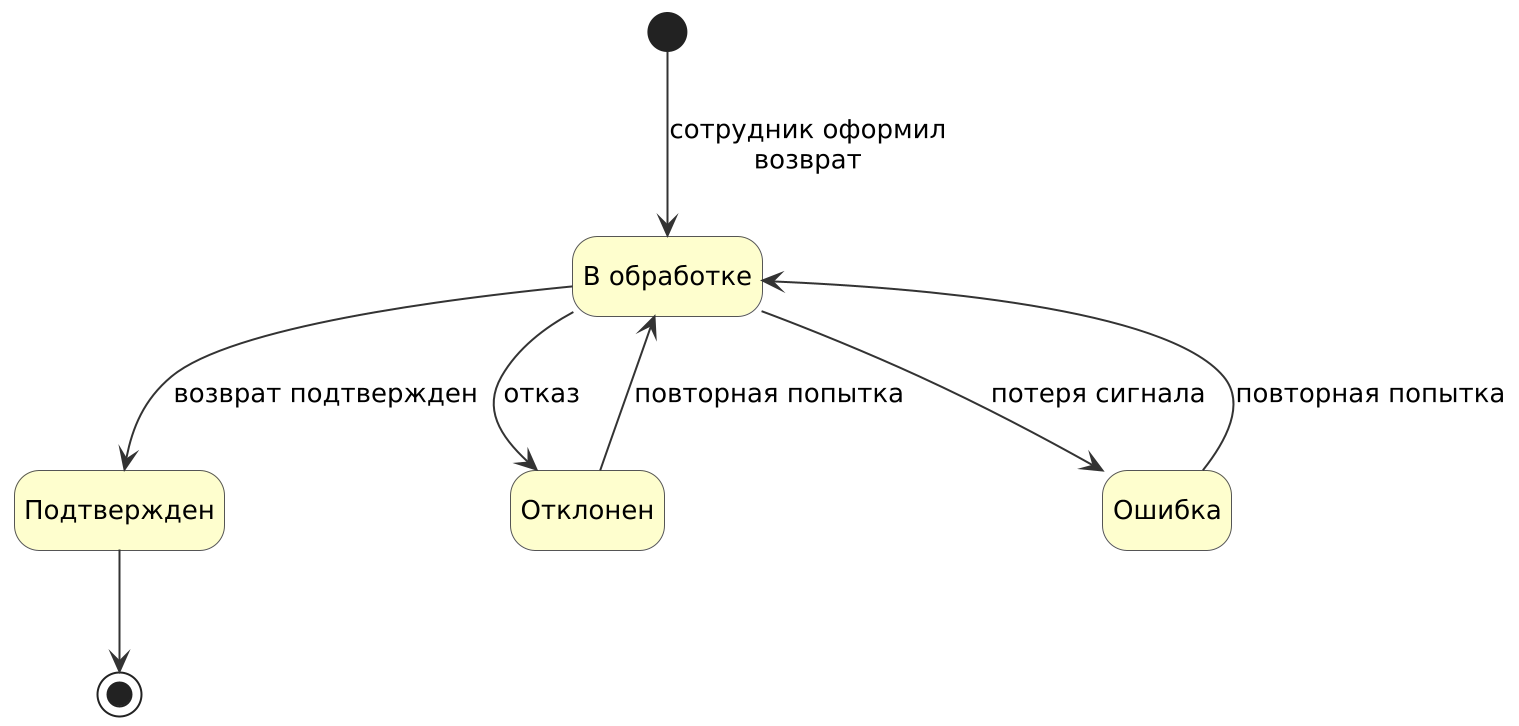 сотрудник оформил
возврат
В обработке
возврат подтвержден
отказ
повторная попытка
потеря сигнала
повторная попытка
Подтвержден
Отклонен
Ошибка